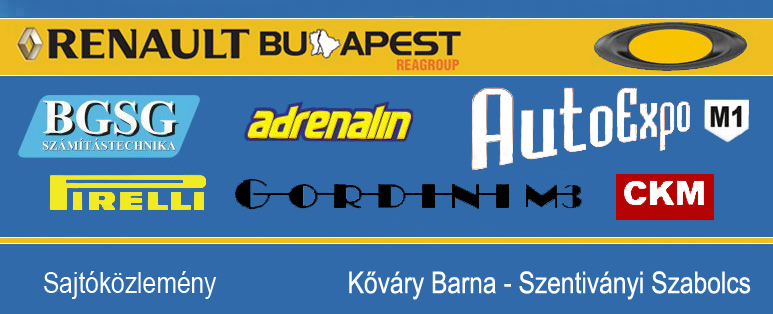 RENAULT BUDAPEST
REAGROUP
BGSG
SZÁMÍTÁSTECHNIKA
adrenalin
AutoExpo M1
PIRELLI
GORDINI M3
CKM
Sajtóközlemény
Kőváry Barna - Szentiványi Szabolcs